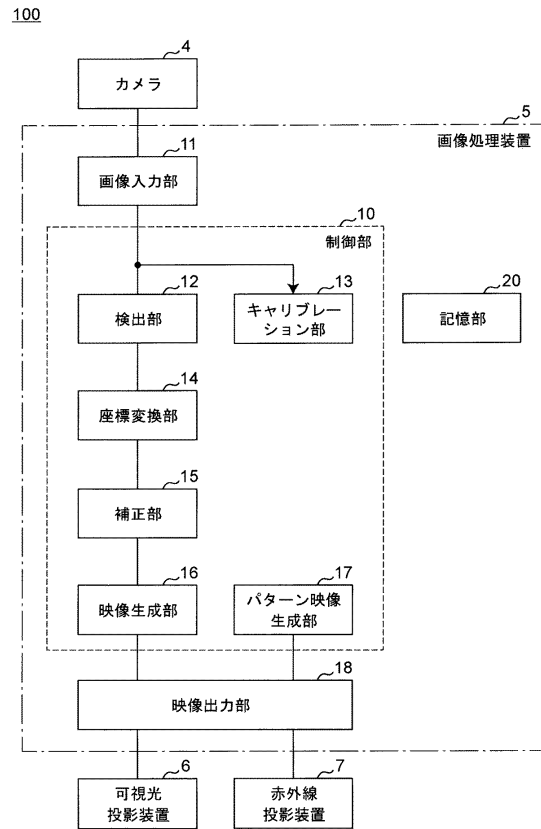 100
4
カメラ
5
画像処理装置
11
画像入力部
10
制御部
12
検出部
13
キャリブレー
ション部
20
記憶部
14
座標変換部
15
補正部
16
映像生成部
17
パターン映像
生成部
18
映像出力部
6
可視光
投影装置
7
赤外線
投影装置